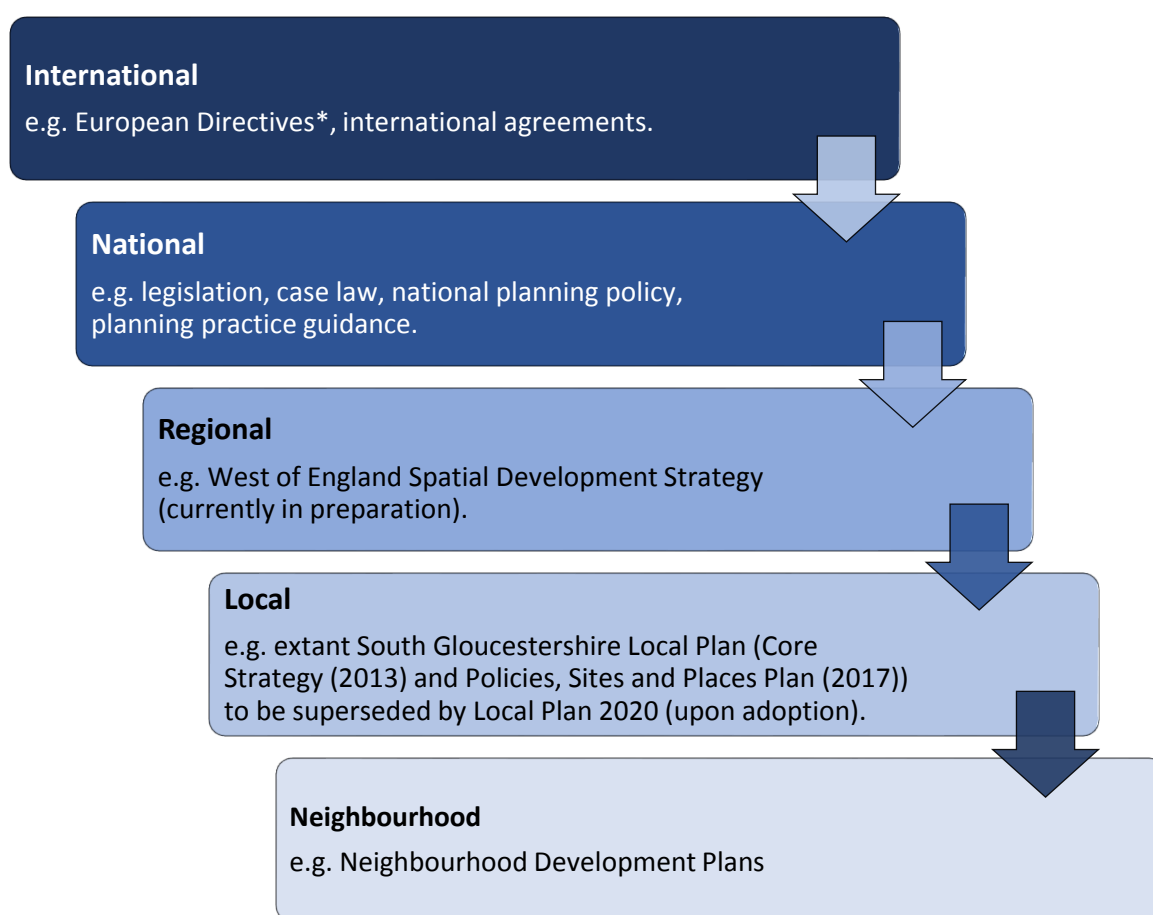 International
e.g. European Directives*, international agreements.
National
e.g. legislation, case law, national planning policy,
planning practice guidance.
Regional
e.g. West of England Spatial Development Strategy
(currently in preparation).
Local
e.g. extant South Gloucestershire Local Plan (Core
Strategy (2013) and Policies, Sites and Places Plan (2017))
to be superseded by Local Plan 2020 (upon adoption).
Neighbourhood
e.g. Neighbourhood Development Plans